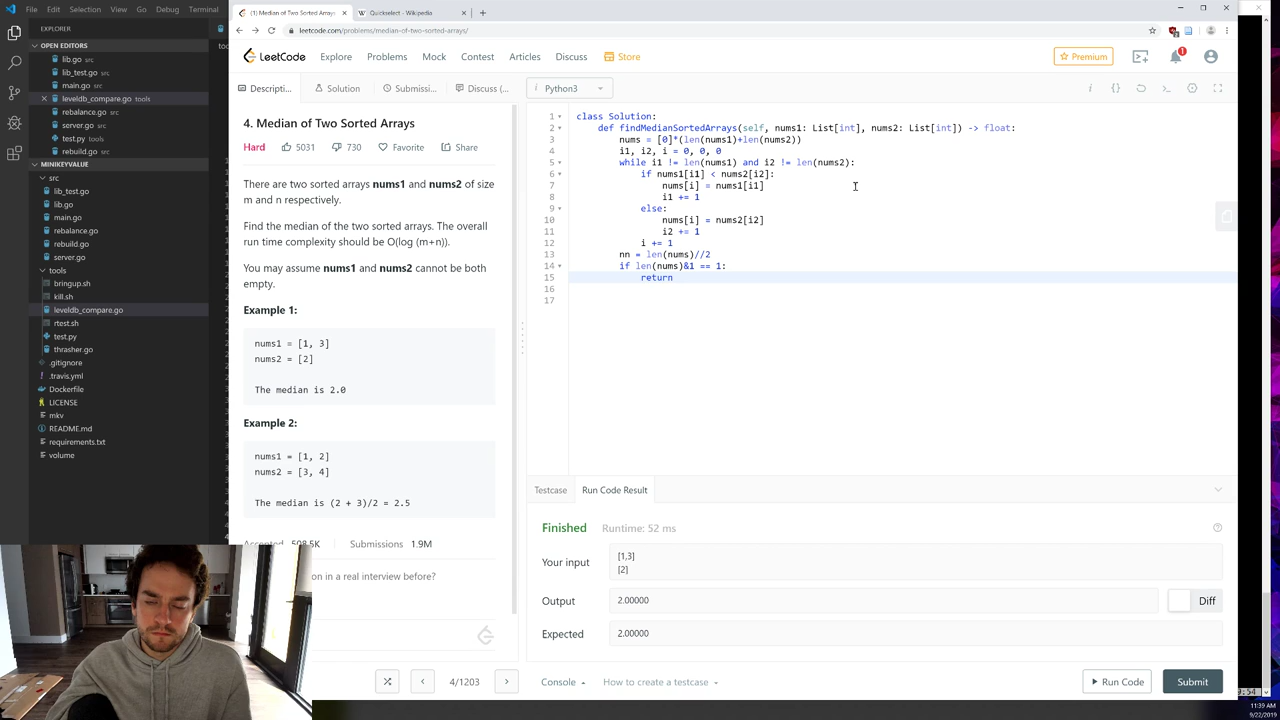 File Edit Selection View Go Debug Terminal
EXPLORER
OPEN EDITORS
lib.go src
lib_test.go src
main.go src
leveldb_compare.go tools
rebalance.go src
server.go src
test.py tools
rebuild.go src
MINIKEYVALUE
src
lib_test.go
lib.go
main.go
rebalance.go
rebuild.go
server.go
tools
bringup.sh
kill.sh
leveldb_compare.go
rtest.sh
test.py
thrasher.go
.gitignore
.travis.yml
Dockerfile
LICENSE
mkv
README.md
requirements.txt
volume
(1) Median of Two Sorted Arrays
Quickselect - Wikipedia
leetcode.com/problems/median-of-two-sorted-arrays/
LeetCode
Explore Problems Mock Contest Articles Discuss Store
Premium
1
Descripti... Solution Submissi... Discuss (...
Python3
4. Median of Two Sorted Arrays
Hard 5031 730 Favorite Share
There are two sorted arrays nums1 and nums2 of size
m and n respectively.
Find the median of the two sorted arrays. The overall
run time complexity should be O(log (m+n)).
You may assume nums1 and nums2 cannot be both
empty.
Example 1:
nums1 = [1, 3]
nums2 = [2]
The median is 2.0
Example 2:
nums1 = [1, 2]
nums2 = [3, 4]
The median is (2 + 3)/2 = 2.5
Accepted 508.5K Submissions 1.9M
on in a real interview before?
1 class Solution:
2 def findMedianSortedArrays(self, nums1: List[int], nums2: List[int]) -> float:
3 nums = [0]*(len(nums1)+len(nums2))
4 i1, i2, i = 0, 0, 0
5 while i1 != len(nums1) and i2 != len(nums2):
6 if nums1[i1] < nums2[i2]:
7 nums[i] = nums1[i1]
8 i1 += 1
9 else:
10 nums[i] = nums2[i2]
11 i2 += 1
12 i += 1
13 nn = len(nums)//2
14 if len(nums)&1 == 1:
15 return
16
17
Testcase Run Code Result
Finished Runtime: 52 ms
Your input
[1,3]
[2]
Output
2.00000
Diff
Expected
2.00000
4/1203
Console
How to create a testcase
Run Code
Submit
9:54
11:39 AM
9/22/2019